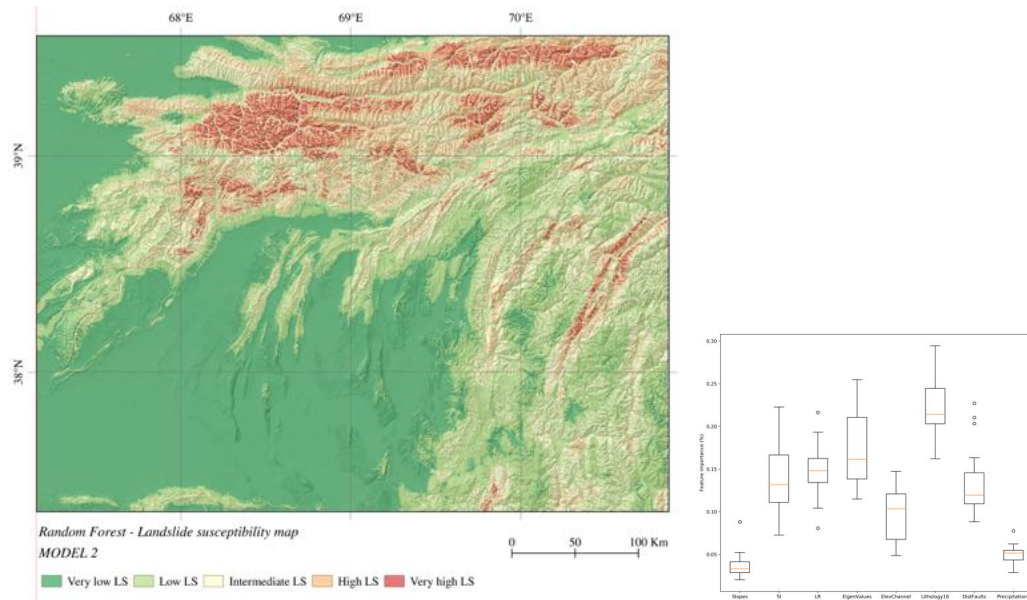 68°E 69°E 70°E
39°N
38°N
Random Forest - Landslide susceptibility map
MODEL 2
0 50 100 Km
Very low LS Low LS Intermediate LS High LS Very high LS
0.30
0.25
0.20
0.15
0.10
0.05
Feature importance (%)
Slopes SI LR EigenValues ElevChannel Lithology16 DistFaults Precipitation